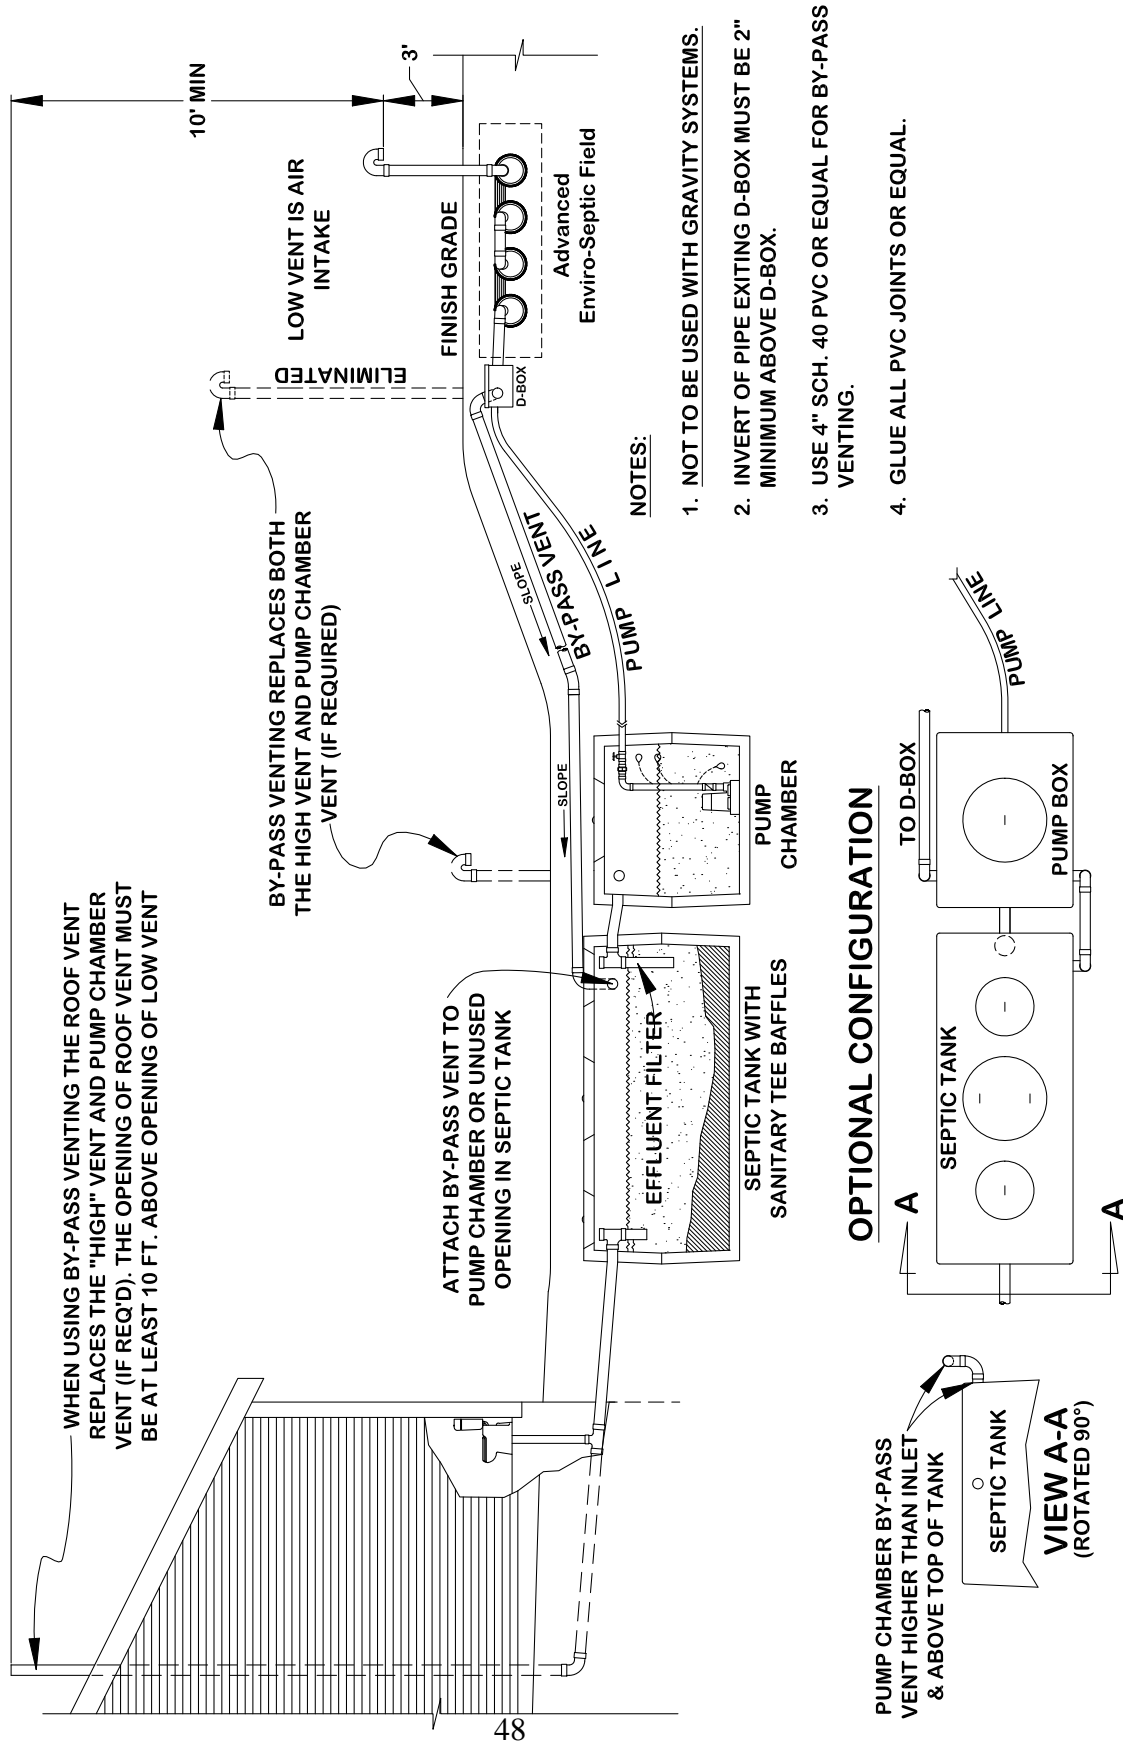 WHEN USING BY-PASS VENTING THE ROOF VENT
REPLACES THE "HIGH" VENT AND PUMP CHAMBER
VENT (IF REQ'D). THE OPENING OF ROOF VENT MUST
BE AT LEAST 10 FT. ABOVE OPENING OF LOW VENT
BY-PASS VENTING REPLACES BOTH
THE HIGH VENT AND PUMP CHAMBER
VENT (IF REQUIRED)
ELIMINATED
LOW VENT IS AIR
INTAKE
10' MIN
3'
FINISH GRADE
D-BOX
Advanced
Enviro-Septic Field
SLOPE
BY-PASS VENT
PUMP LINE
SLOPE
ATTACH BY-PASS VENT TO
PUMP CHAMBER OR UNUSED
OPENING IN SEPTIC TANK
EFFLUENT FILTER
SEPTIC TANK WITH
SANITARY TEE BAFFLES
PUMP
CHAMBER
NOTES:
1. NOT TO BE USED WITH GRAVITY SYSTEMS.
2. INVERT OF PIPE EXITING D-BOX MUST BE 2"
MINIMUM ABOVE D-BOX.
3. USE 4" SCH. 40 PVC OR EQUAL FOR BY-PASS
VENTING.
4. GLUE ALL PVC JOINTS OR EQUAL.
OPTIONAL CONFIGURATION
A
A
SEPTIC TANK
TO D-BOX
PUMP BOX
PUMP LINE
PUMP CHAMBER BY-PASS
VENT HIGHER THAN INLET
& ABOVE TOP OF TANK
SEPTIC TANK
VIEW A-A
(ROTATED 90°)
48